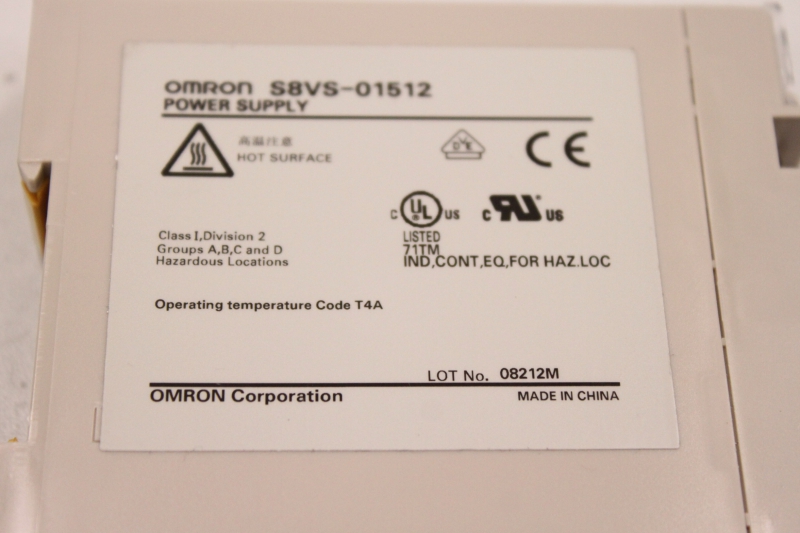 OMRON S8VS-01512
POWER SUPPLY
高温注意
HOT SURFACE
CE
Class I,Division 2
Groups A,B,C and D
Hazardous Locations
C UL US
LISTED
71TM
IND,CONT,EQ,FOR HAZ.LOC
c RU US
Operating temperature Code T4A
LOT No. 08212M
OMRON Corporation
MADE IN CHINA